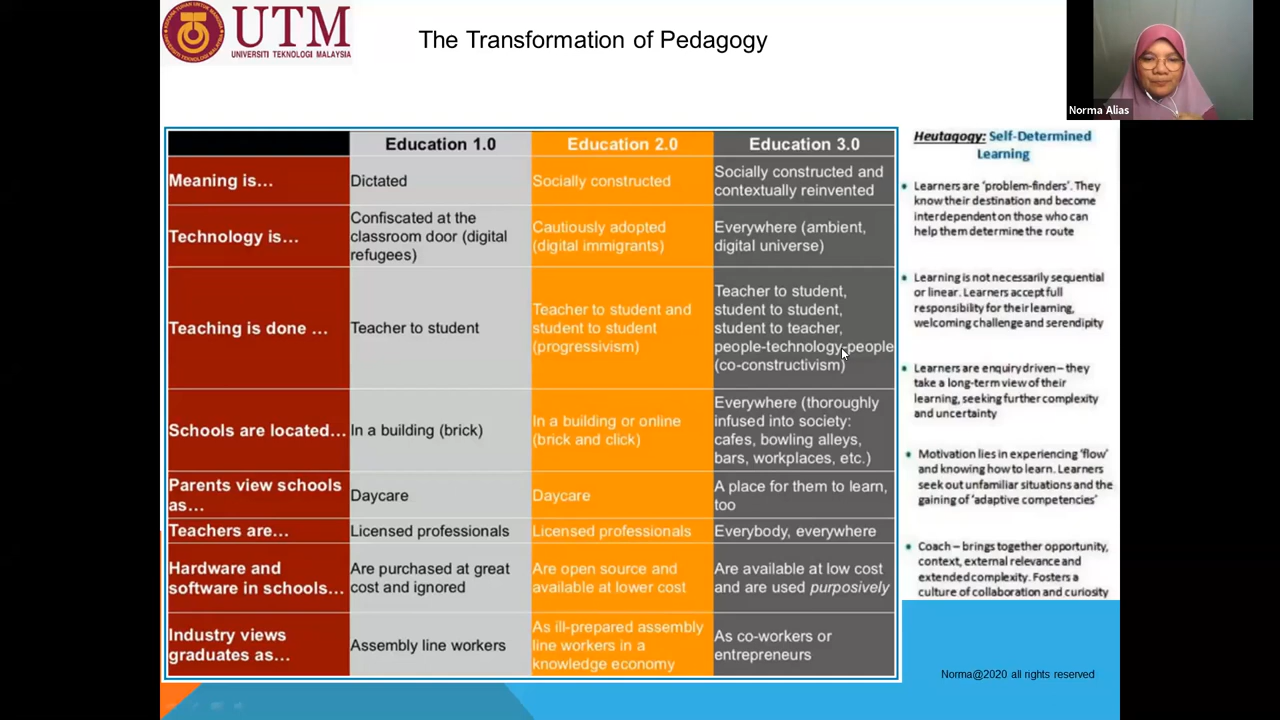 UTM
UNIVERSITI TEKNOLOGI MALAYSIA
The Transformation of Pedagogy
Norma Alias
Education 1.0
Education 2.0
Education 3.0
Meaning is…
Dictated
Socially constructed
Socially constructed and
contextually reinvented
Technology is…
Confiscated at the
classroom door (digital
refugees)
Cautiously adopted
(digital immigrants)
Everywhere (ambient,
digital universe)
Teaching is done …
Teacher to student
Teacher to student and
student to student
(progressivism)
Teacher to student,
student to student,
student to teacher,
people-technology-people
(co-constructivism)
Schools are located…
In a building (brick)
In a building or online
(brick and click)
Everywhere (thoroughly
infused into society:
cafes, bowling alleys,
bars, workplaces, etc.)
Parents view schools
as…
Daycare
Daycare
A place for them to learn,
too
Teachers are…
Licensed professionals
Licensed professionals
Everybody, everywhere
Hardware and
software in schools…
Are purchased at great
cost and ignored
Are open source and
available at lower cost
Are available at low cost
and are used purposively
Industry views
graduates as…
Assembly line workers
As ill-prepared assembly
line workers in a
knowledge economy
As co-workers or
entrepreneurs
Heutagogy: Self-Determined
Learning
• Learners are ‘problem-finders’. They
know their destination and become
interdependent on those who can
help them determine the route
• Learning is not necessarily sequential
or linear. Learners accept full
responsibility for their learning,
welcoming challenge and serendipity
• Learners are enquiry driven – they
take a long-term view of their
learning, seeking further complexity
and uncertainty
• Motivation lies in experiencing ‘flow’
and knowing how to learn. Learners
seek out unfamiliar situations and the
gaining of ‘adaptive competencies’
• Coach – brings together opportunity,
context, external relevance and
extended complexity. Fosters a
culture of collaboration and curiosity
Norma@2020 all rights reserved